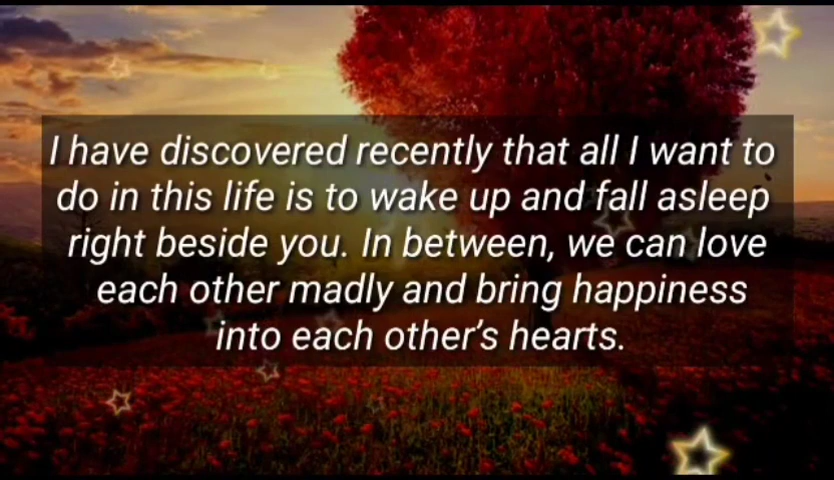 I have discovered recently that all I want to
do in this life is to wake up and fall asleep
right beside you. In between, we can love
each other madly and bring happiness
into each other’s hearts.